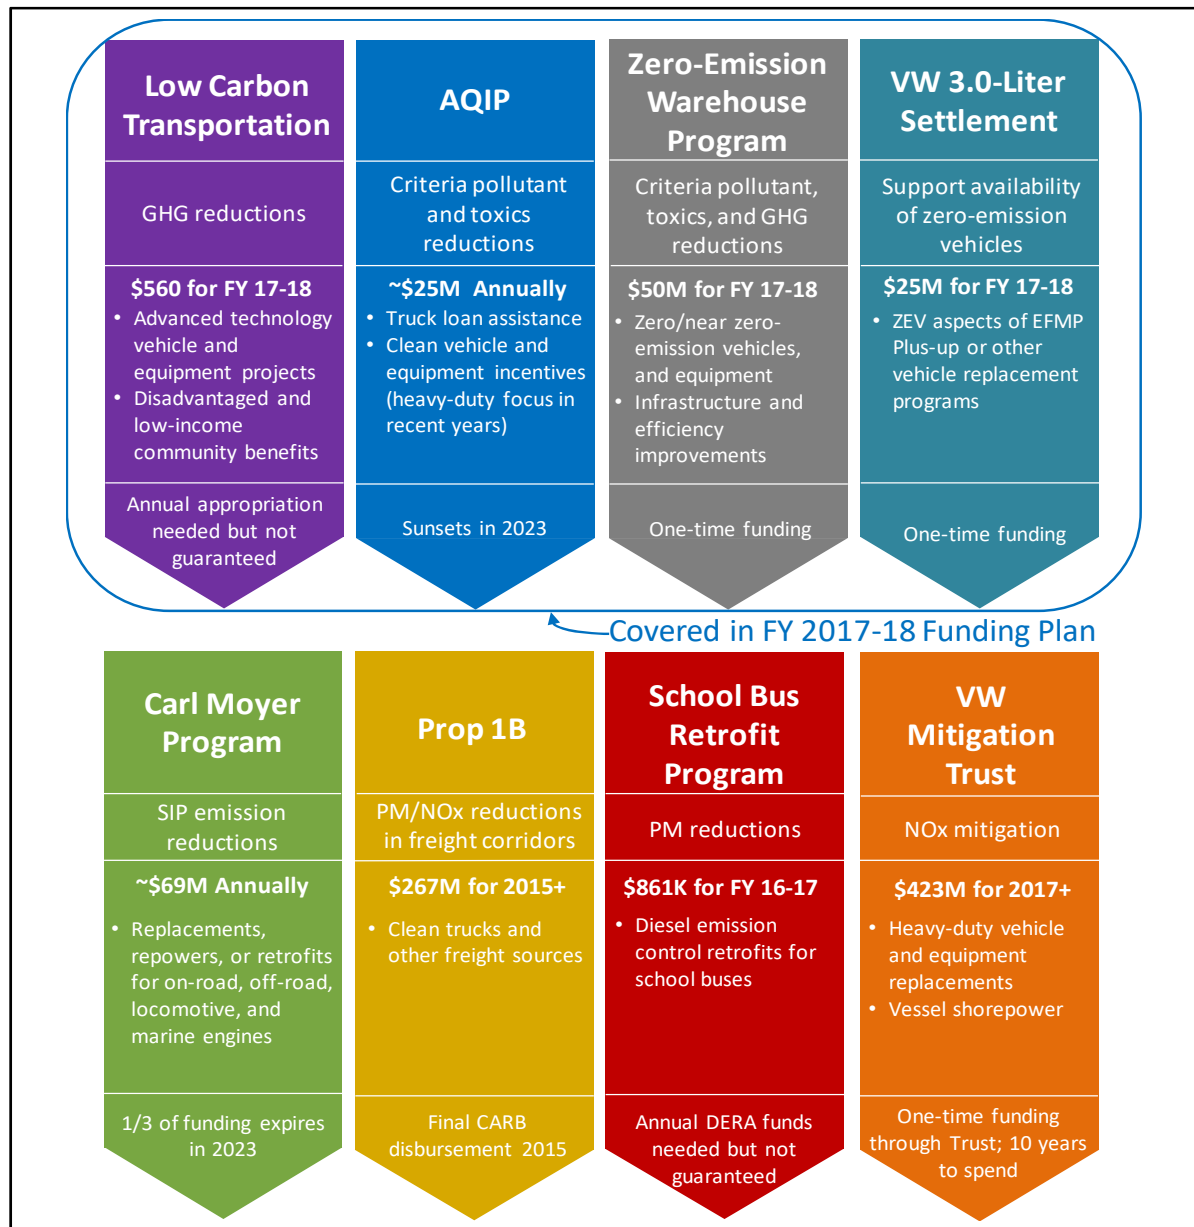 Low Carbon
Transportation
GHG reductions
$560 for FY 17-18
• Advanced technology
vehicle and
equipment projects
• Disadvantaged and
low-income
community benefits
Annual appropriation
needed but not
guaranteed
AQIP
Criteria pollutant
and toxics
reductions
~$25M Annually
• Truck loan assistance
• Clean vehicle and
equipment incentives
(heavy-duty focus in
recent years)
Sunsets in 2023
Zero-Emission
Warehouse
Program
Criteria pollutant,
toxics, and GHG
reductions
$50M for FY 17-18
• Zero/near zero-
emission vehicles,
and equipment
• Infrastructure and
efficiency
improvements
One-time funding
VW 3.0-Liter
Settlement
Support availability
of zero-emission
vehicles
$25M for FY 17-18
• ZEV aspects of EFMP
Plus-up or other
vehicle replacement
programs
One-time funding
Covered in FY 2017-18 Funding Plan
Carl Moyer
Program
SIP emission
reductions
~$69M Annually
• Replacements,
repowers, or retrofits
for on-road, off-road,
locomotive, and
marine engines
1/3 of funding expires
in 2023
Prop 1B
PM/NOx reductions
in freight corridors
$267M for 2015+
• Clean trucks and
other freight sources
Final CARB
disbursement 2015
School Bus
Retrofit
Program
PM reductions
$861K for FY 16-17
• Diesel emission
control retrofits for
school buses
Annual DERA funds
needed but not
guaranteed
VW
Mitigation
Trust
NOx mitigation
$423M for 2017+
• Heavy-duty vehicle
and equipment
replacements
• Vessel shorepower
One-time funding
through Trust; 10 years
to spend